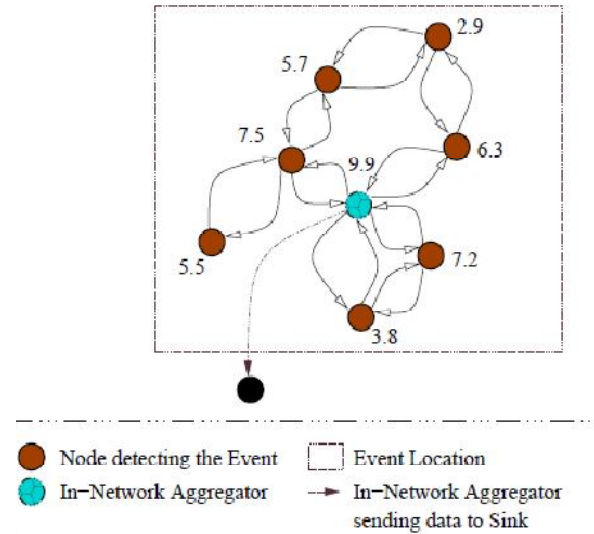 2.9
5.7
7.5
9.9
6.3
5.5
7.2
3.8
Node detecting the Event
Event Location
In-Network Aggregator
In-Network Aggregator
sending data to Sink